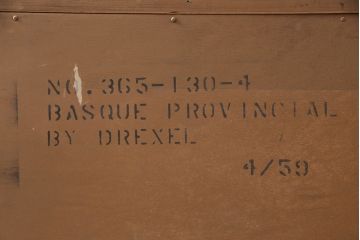 NO.365-130-4
BASQUE PROVINCIAL
BY DREXEL
4/59